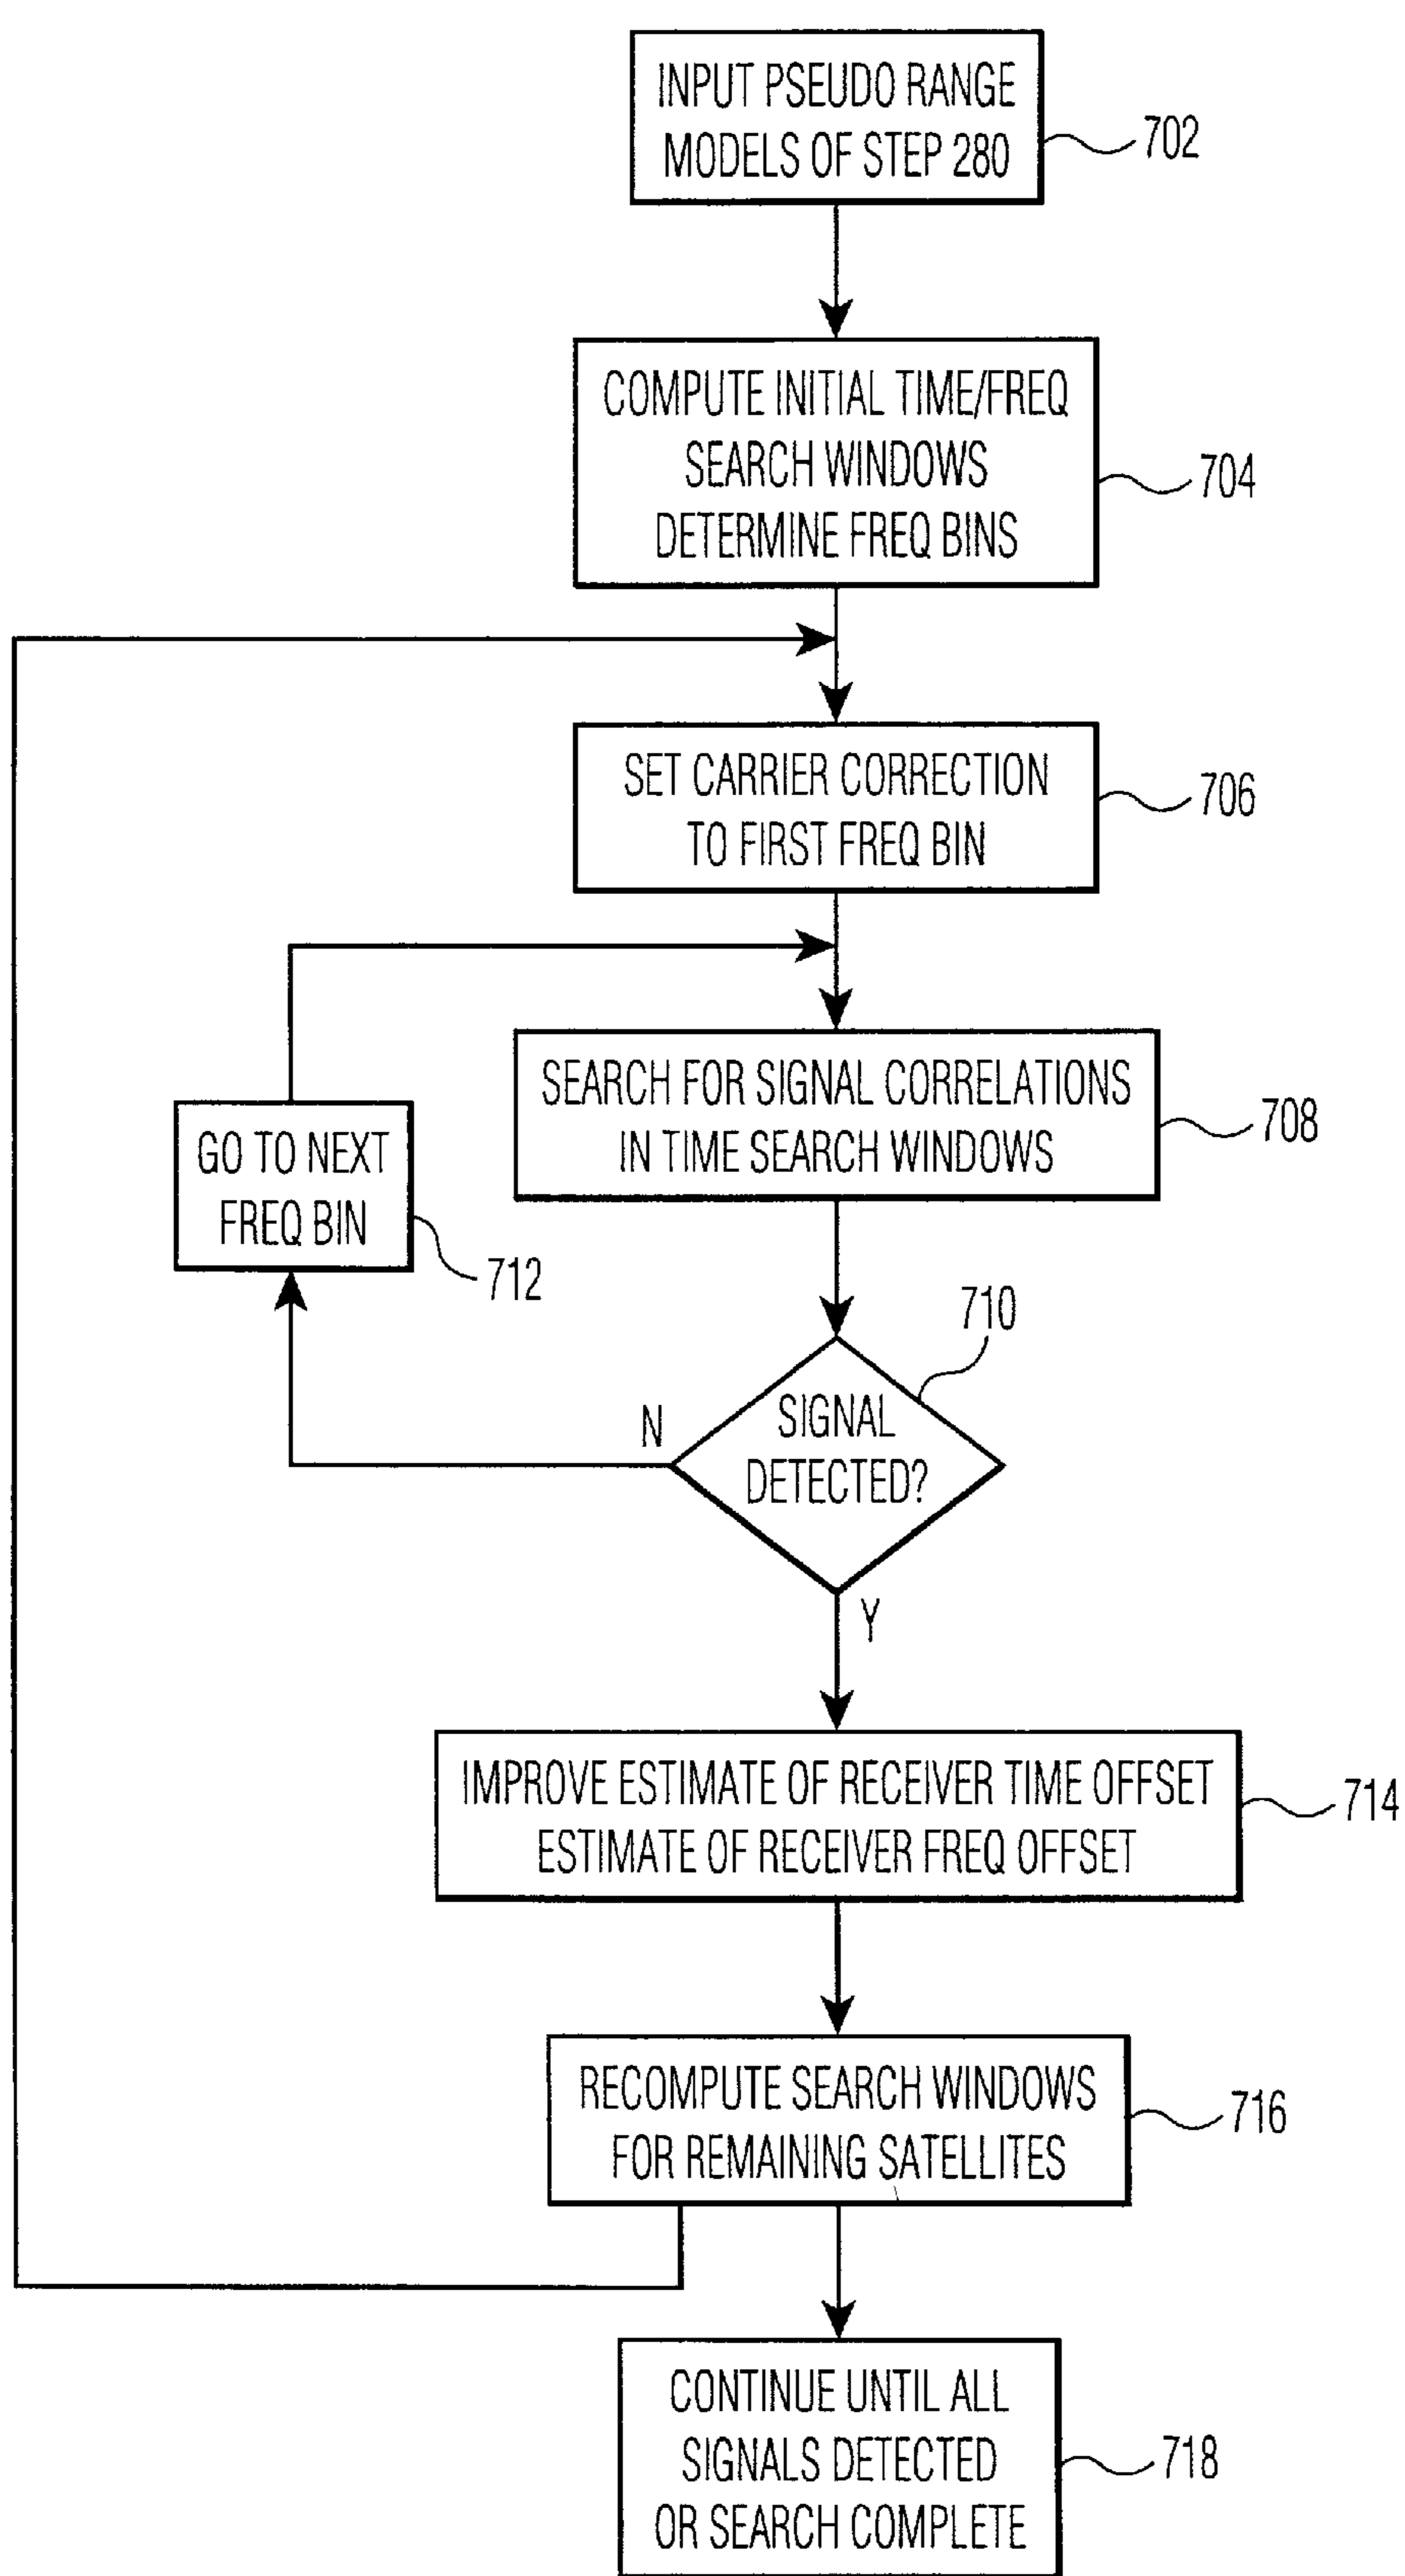 INPUT PSEUDO RANGE
MODELS OF STEP 280
702
COMPUTE INITIAL TIME/FREQ
SEARCH WINDOWS
DETERMINE FREQ BINS
704
SET CARRIER CORRECTION
TO FIRST FREQ BIN
706
SEARCH FOR SIGNAL CORRELATIONS
IN TIME SEARCH WINDOWS
708
GO TO NEXT
FREQ BIN
712
710
SIGNAL
DETECTED?
N
Y
IMPROVE ESTIMATE OF RECEIVER TIME OFFSET
ESTIMATE OF RECEIVER FREQ OFFSET
714
RECOMPUTE SEARCH WINDOWS
FOR REMAINING SATELLITES
716
CONTINUE UNTIL ALL
SIGNALS DETECTED
OR SEARCH COMPLETE
718